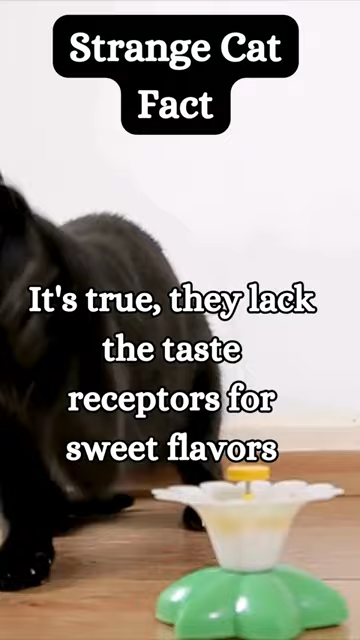 Strange Cat
Fact
It's true, they lack
the taste
receptors for
sweet flavors